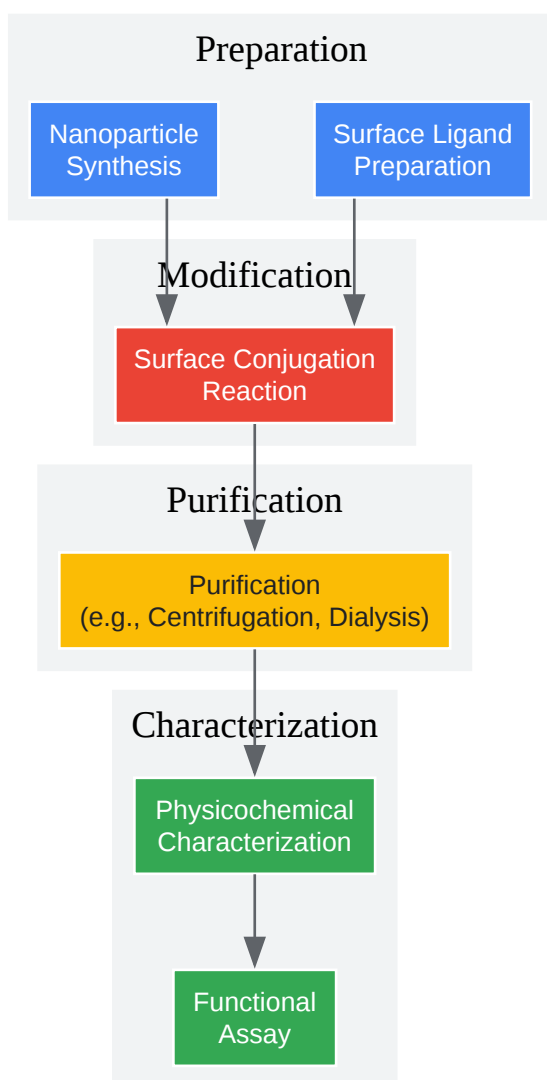 Preparation
Nanoparticle
Synthesis
Surface Ligand
Preparation
Modification
Surface Conjugation
Reaction
Purification
Purification
(e.g., Centrifugation, Dialysis)
Characterization
Physicochemical
Characterization
Functional
Assay